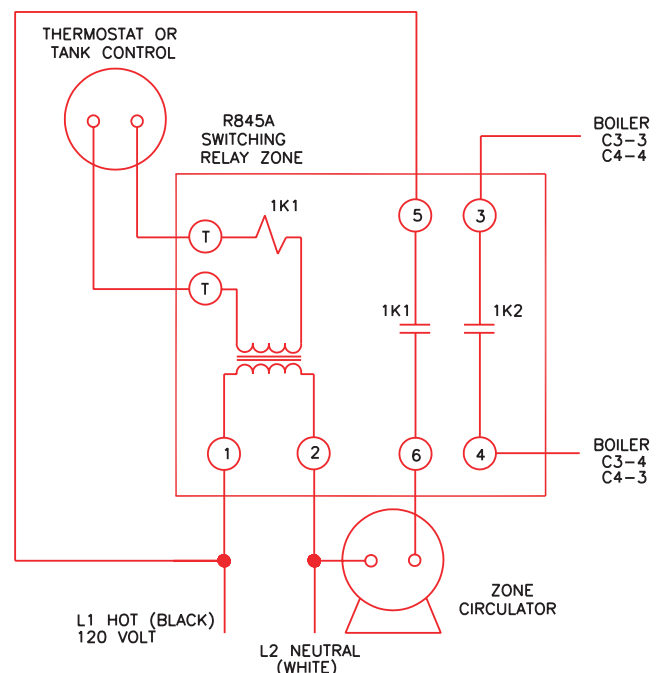 THERMOSTAT OR
TANK CONTROL
R845A
SWITCHING
RELAY ZONE
BOILER
C3-3
C4-4
1K1
T
5
3
T
1K1
1K2
1
2
6
4
BOILER
C3-4
C4-3
ZONE
CIRCULATOR
L1 HOT (BLACK)
120 VOLT
L2 NEUTRAL
(WHITE)